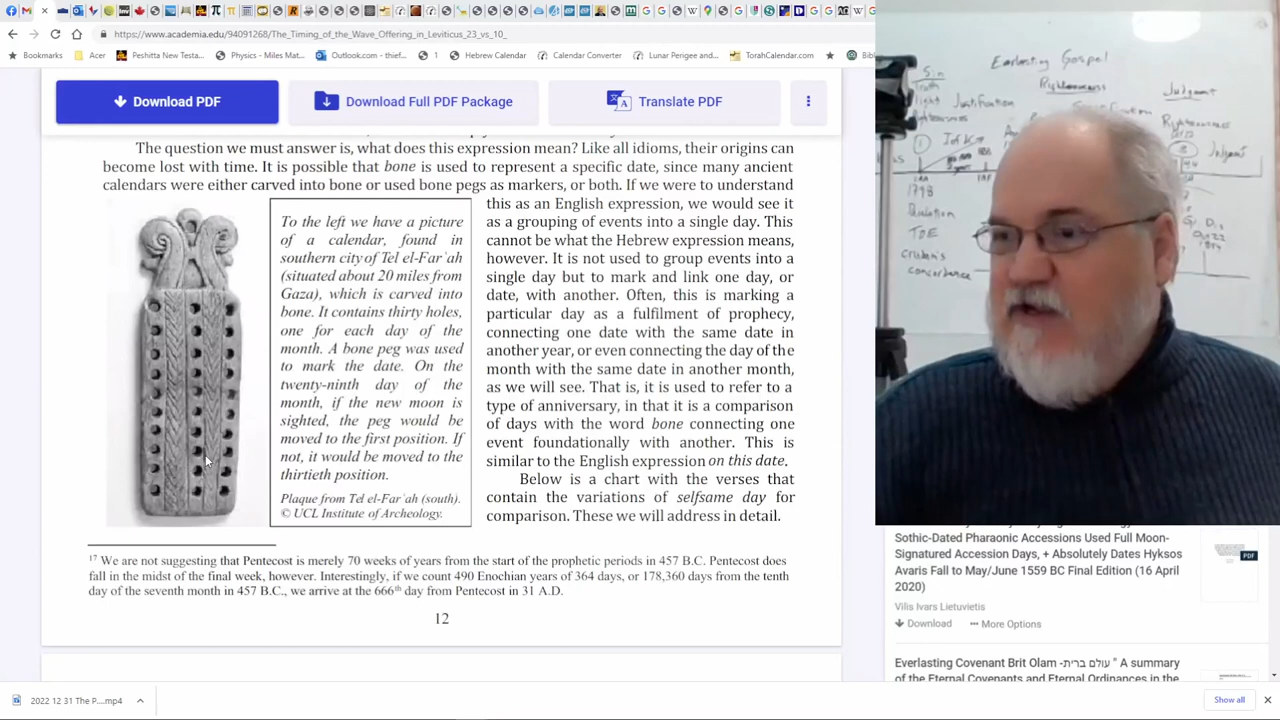 https://www.academia.edu/94091268/The_Timing_of_the_Wave_Offering_in_Leviticus_23_vs_10_
Bookmarks
Acer
Peshitta New Testa...
Physics - Miles Mat...
Outlook.com - thief...
1
Hebrew Calendar
Calendar Converter
Lunar Perigee and...
TorahCalendar.com
Bib
Download PDF
Download Full PDF Package
Translate PDF
The question we must answer is, what does this expression mean? Like all idioms, their origins can
become lost with time. It is possible that bone is used to represent a specific date, since many ancient
calendars were either carved into bone or used bone pegs as markers, or both. If we were to understand
this as an English expression, we would see it
as a grouping of events into a single day. This
cannot be what the Hebrew expression means,
however. It is not used to group events into a
single day but to mark and link one day, or
date, with another. Often, this is marking a
particular day as a fulfilment of prophecy,
connecting one date with the same date in
another year, or even connecting the day of the
month with the same date in another month,
as we will see. That is, it is used to refer to a
type of anniversary, in that it is a comparison
of days with the word bone connecting one
event foundationally with another. This is
similar to the English expression on this date.
Below is a chart with the verses that
contain the variations of selfsame day for
comparison. These we will address in detail.
To the left we have a picture
of a calendar, found in
southern city of Tel el-Farʿah
(situated about 20 miles from
Gaza), which is carved into
bone. It contains thirty holes,
one for each day of the
month. A bone peg was used
to mark the date. On the
twenty-ninth day of the
month, if the new moon is
sighted, the peg would be
moved to the first position. If
not, it would be moved to the
thirtieth position.
Plaque from Tel el-Farʿah (south).
© UCL Institute of Archeology.
17 We are not suggesting that Pentecost is merely 70 weeks of years from the start of the prophetic periods in 457 B.C. Pentecost does
fall in the midst of the final week, however. Interestingly, if we count 490 Enochian years of 364 days, or 178,360 days from the tenth
day of the seventh month in 457 B.C., we arrive at the 666th day from Pentecost in 31 A.D.
12
Everlasting Gospel
Sin
Truth
Justification
Righteousness
Judgment
1798
TOE
concordance
Sothic-Dated Pharaonic Accessions Used Full Moon-
Signatured Accession Days, + Absolutely Dates Hyksos
Avaris Fall to May/June 1559 BC Final Edition (16 April
2020)
Vilis Ivars Lietuvietis
Download
More Options
PDF
Everlasting Covenant Brit Olam -עולם ברית " A summary
of the Eternal Covenants and Eternal Ordinances in the
2022 12 31 The P....mp4
Show all